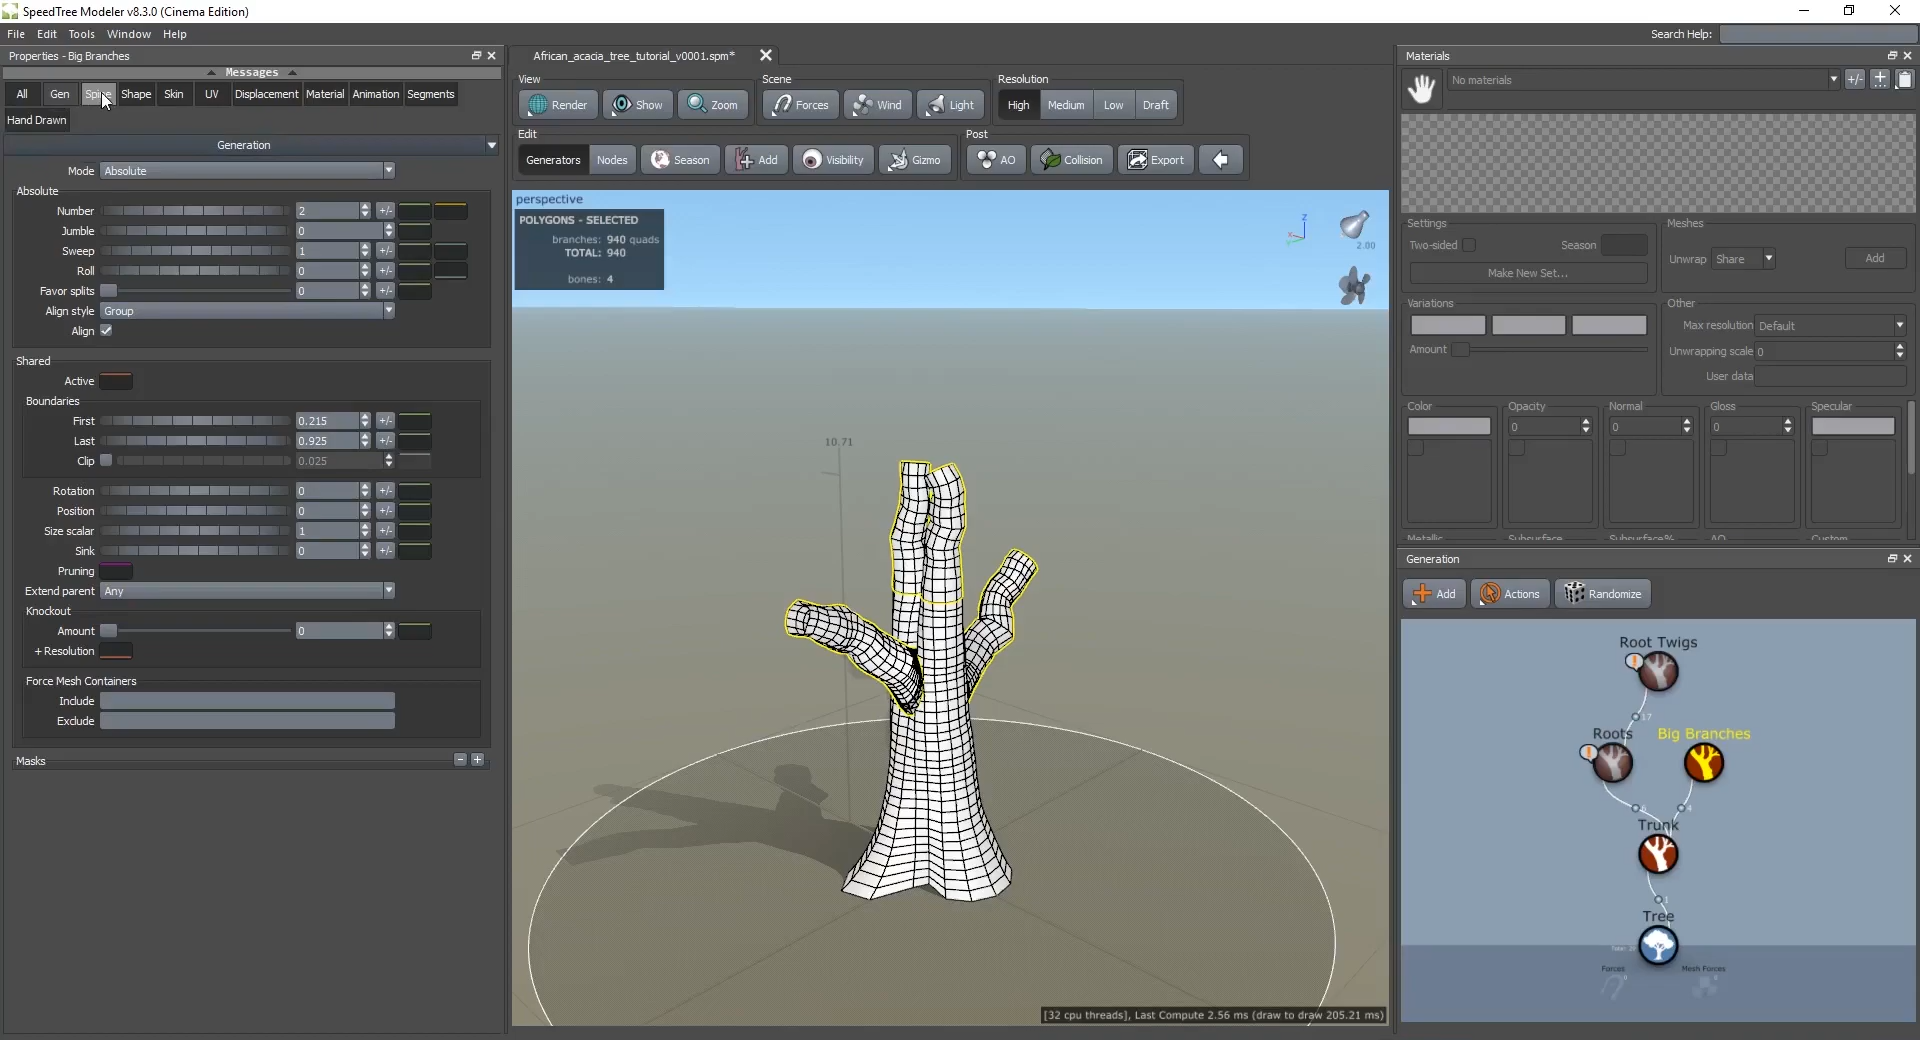 SpeedTree Modeler v8.3.0 (Cinema Edition)
File Edit Tools Window Help
Search Help:
Properties - Big Branches
Messages
All Gen Spine Shape Skin UV Displacement Material Animation Segments
Hand Drawn
Generation
Mode Absolute
Absolute
Number 2 +/-
Jumble 0
Sweep 1 +/-
Roll 0 +/-
Favor splits 0 +/-
Align style Group
Align
Shared
Active
Boundaries
First 0.215 +/-
Last 0.925 +/-
Clip 0.025
Rotation 0 +/-
Position 0 +/-
Size scalar 1 +/-
Sink 0 +/-
Pruning
Extend parent Any
Knockout
Amount 0
+ Resolution
Force Mesh Containers
Include
Exclude
Masks - +
African_acacia_tree_tutorial_v0001.spm*
View Scene Resolution
Render Show Zoom Forces Wind Light High Medium Low Draft
Edit Post
Generators Nodes Season Add Visibility Gizmo AO Collision Export
perspective
POLYGONS - SELECTED
branches: 940 quads
TOTAL: 940
bones: 4
Z
X
Y
2.00
10.71
[32 cpu threads], Last Compute 2.56 ms (draw to draw 205.21 ms)
Materials
No materials +/-
Settings Meshes
Two-sided Season
Unwrap Share Add
Make New Set...
Variations Other
Max resolution Default
Amount
Unwrapping scale 0
User data
Color Opacity Normal Gloss Specular
0 0 0
Metallic Subsurface Subsurface% AO Custom
Generation
Add Actions Randomize
Root Twigs
17
Roots Big Branches
4
Trunk
1
Tree
Forces Mesh Forces